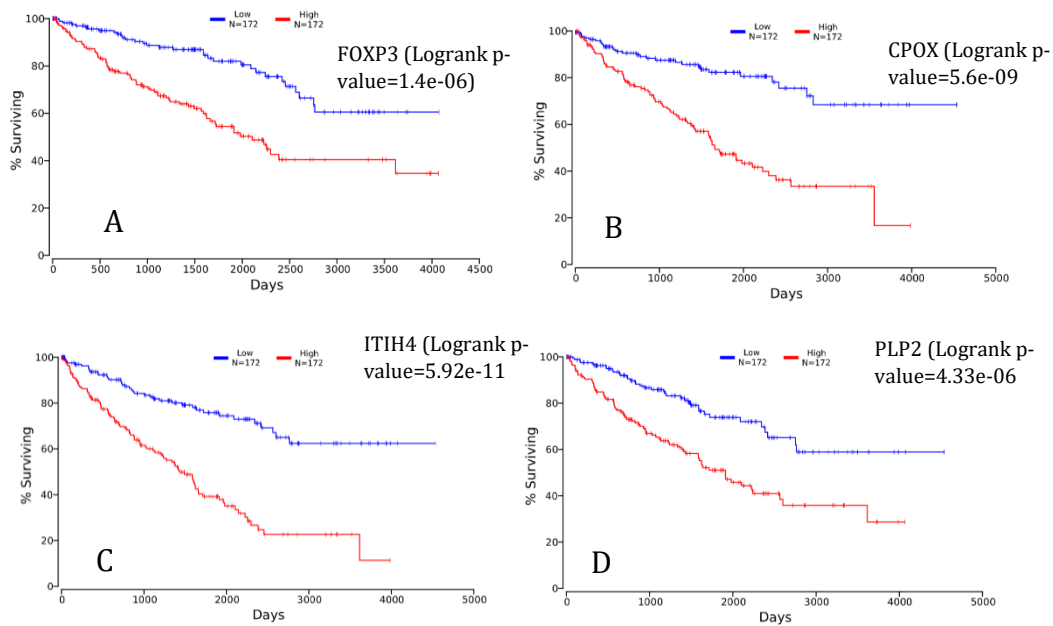 Low
N=172
High
N=172
FOXP3 (Logrank p-
value=1.4e-06)
% Surviving
100
80
60
40
20
0
A
0
500
1000
1500
2000
2500
3000
3500
4000
4500
Days
Low
N=172
High
N=172
CPOX (Logrank p-
value=5.6e-09
% Surviving
100
80
60
40
20
0
B
0
1000
2000
3000
4000
5000
Days
Low
N=172
High
N=172
ITIH4 (Logrank p-
value=5.92e-11
% Surviving
100
80
60
40
20
0
C
0
1000
2000
3000
4000
5000
Days
Low
N=172
High
N=172
PLP2 (Logrank p-
value=4.33e-06
% Surviving
100
80
60
40
20
0
D
0
1000
2000
3000
4000
5000
Days